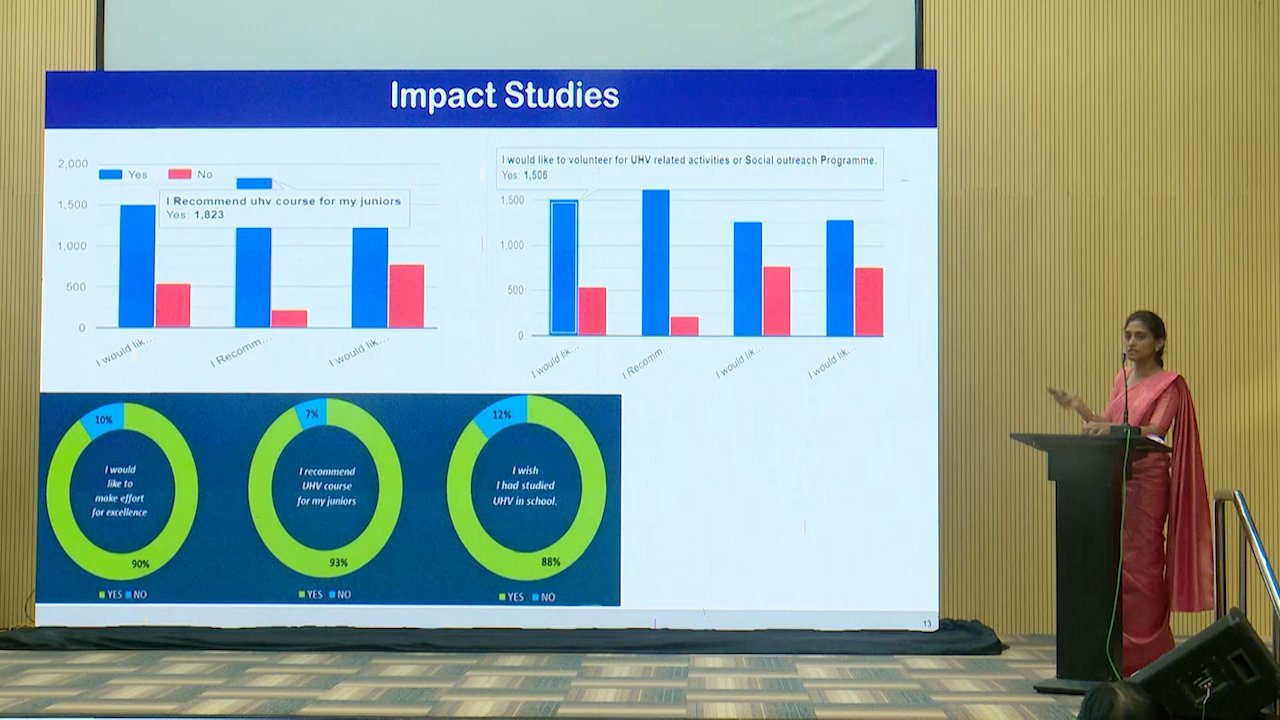 Impact Studies
2,000
1,500
1,000
500
0
Yes No
I Recommend uhv course for my juniors
Yes: 1,823
I would lik...
I Recomm...
I would lik...
I would like to volunteer for UHV related activities or Social outreach Programme.
Yes: 1,506
1,500
1,000
500
0
I would lik...
I Recomm...
I would lik...
I would lik...
10%
I would
like to
make effort
for excellence
90%
YES NO
7%
I recommend
UHV course
for my juniors
93%
YES NO
12%
I wish
I had studied
UHV in school.
88%
YES NO
13